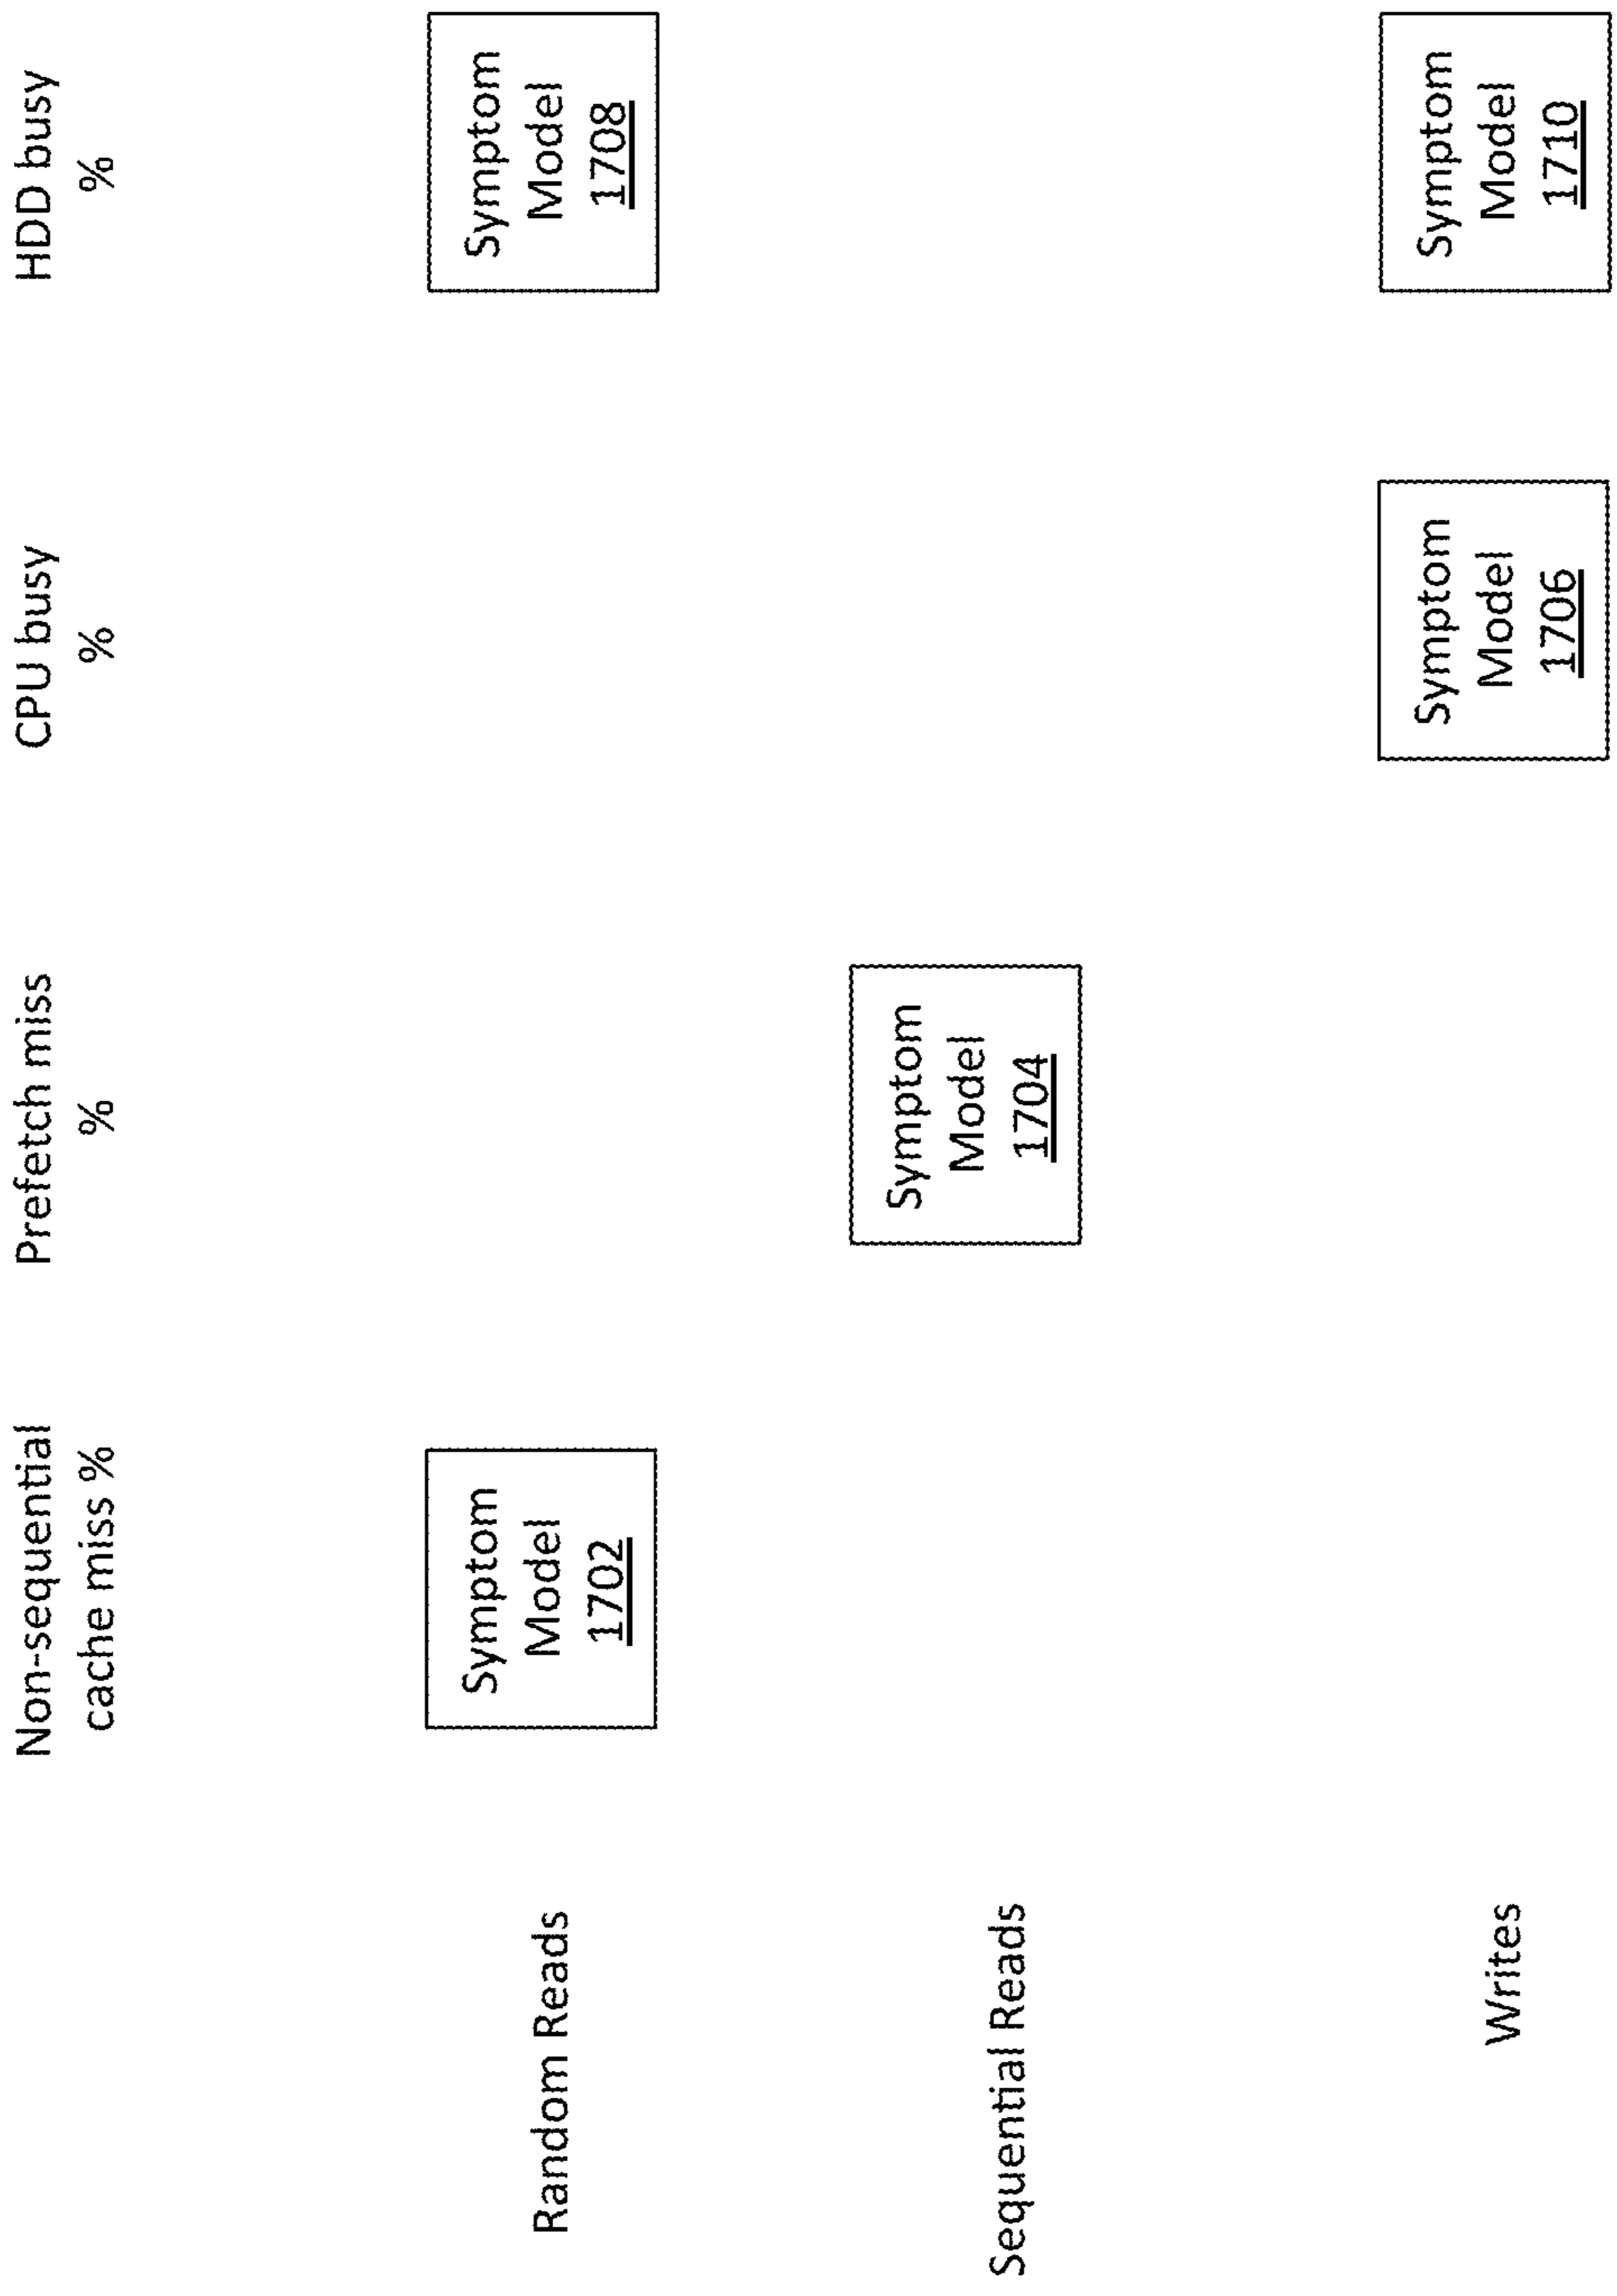 Non-sequential
cache miss %
Prefetch miss
%
CPU busy
%
HDD busy
%
Random Reads
Symptom
Model
1702
Symptom
Model
1708
Sequential Reads
Symptom
Model
1704
Writes
Symptom
Model
1706
Symptom
Model
1710